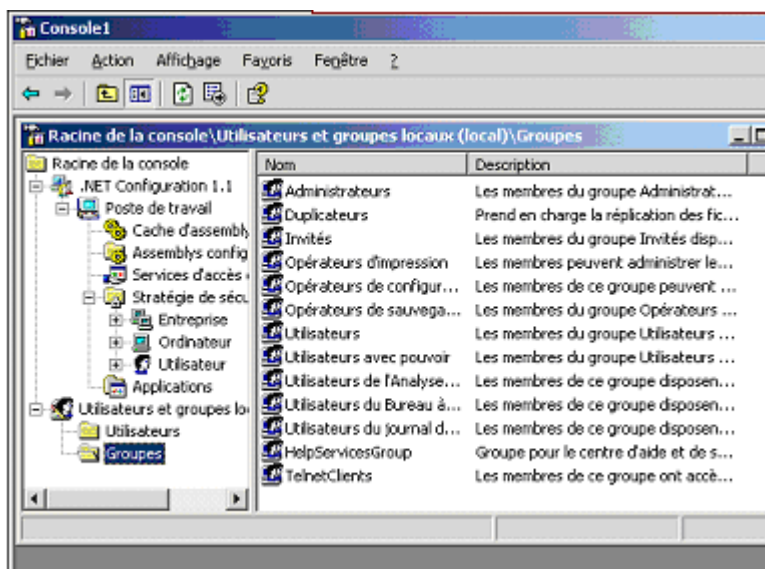 Console1
Fichier Action Affichage Favoris Fenêtre ?
Racine de la console\Utilisateurs et groupes locaux (local)\Groupes
Racine de la console
.NET Configuration 1.1
Poste de travail
Cache d'assembl
Assemblys config
Services d'accès
Stratégie de sécu
Entreprise
Ordinateur
Utilisateur
Applications
Utilisateurs et groupes lo
Utilisateurs
Groupes
Nom Description
Administrateurs Les membres du groupe Administrat...
Duplicateurs Prend en charge la réplication des fic...
Invités Les membres du groupe Invités disp...
Opérateurs d'impression Les membres peuvent administrer le...
Opérateurs de configur... Les membres de ce groupe peuvent ...
Opérateurs de sauvega... Les membres du groupe Opérateurs ...
Utilisateurs Les membres du groupe Utilisateurs ...
Utilisateurs avec pouvoir Les membres du groupe Utilisateurs ...
Utilisateurs de l'Analyse... Les membres de ce groupe disposen...
Utilisateurs du Bureau à... Les membres de ce groupe disposen...
Utilisateurs du journal d... Les membres de ce groupe disposen...
HelpServicesGroup Groupe pour le centre d'aide et de s...
TelnetClients Les membres de ce groupe ont accè...